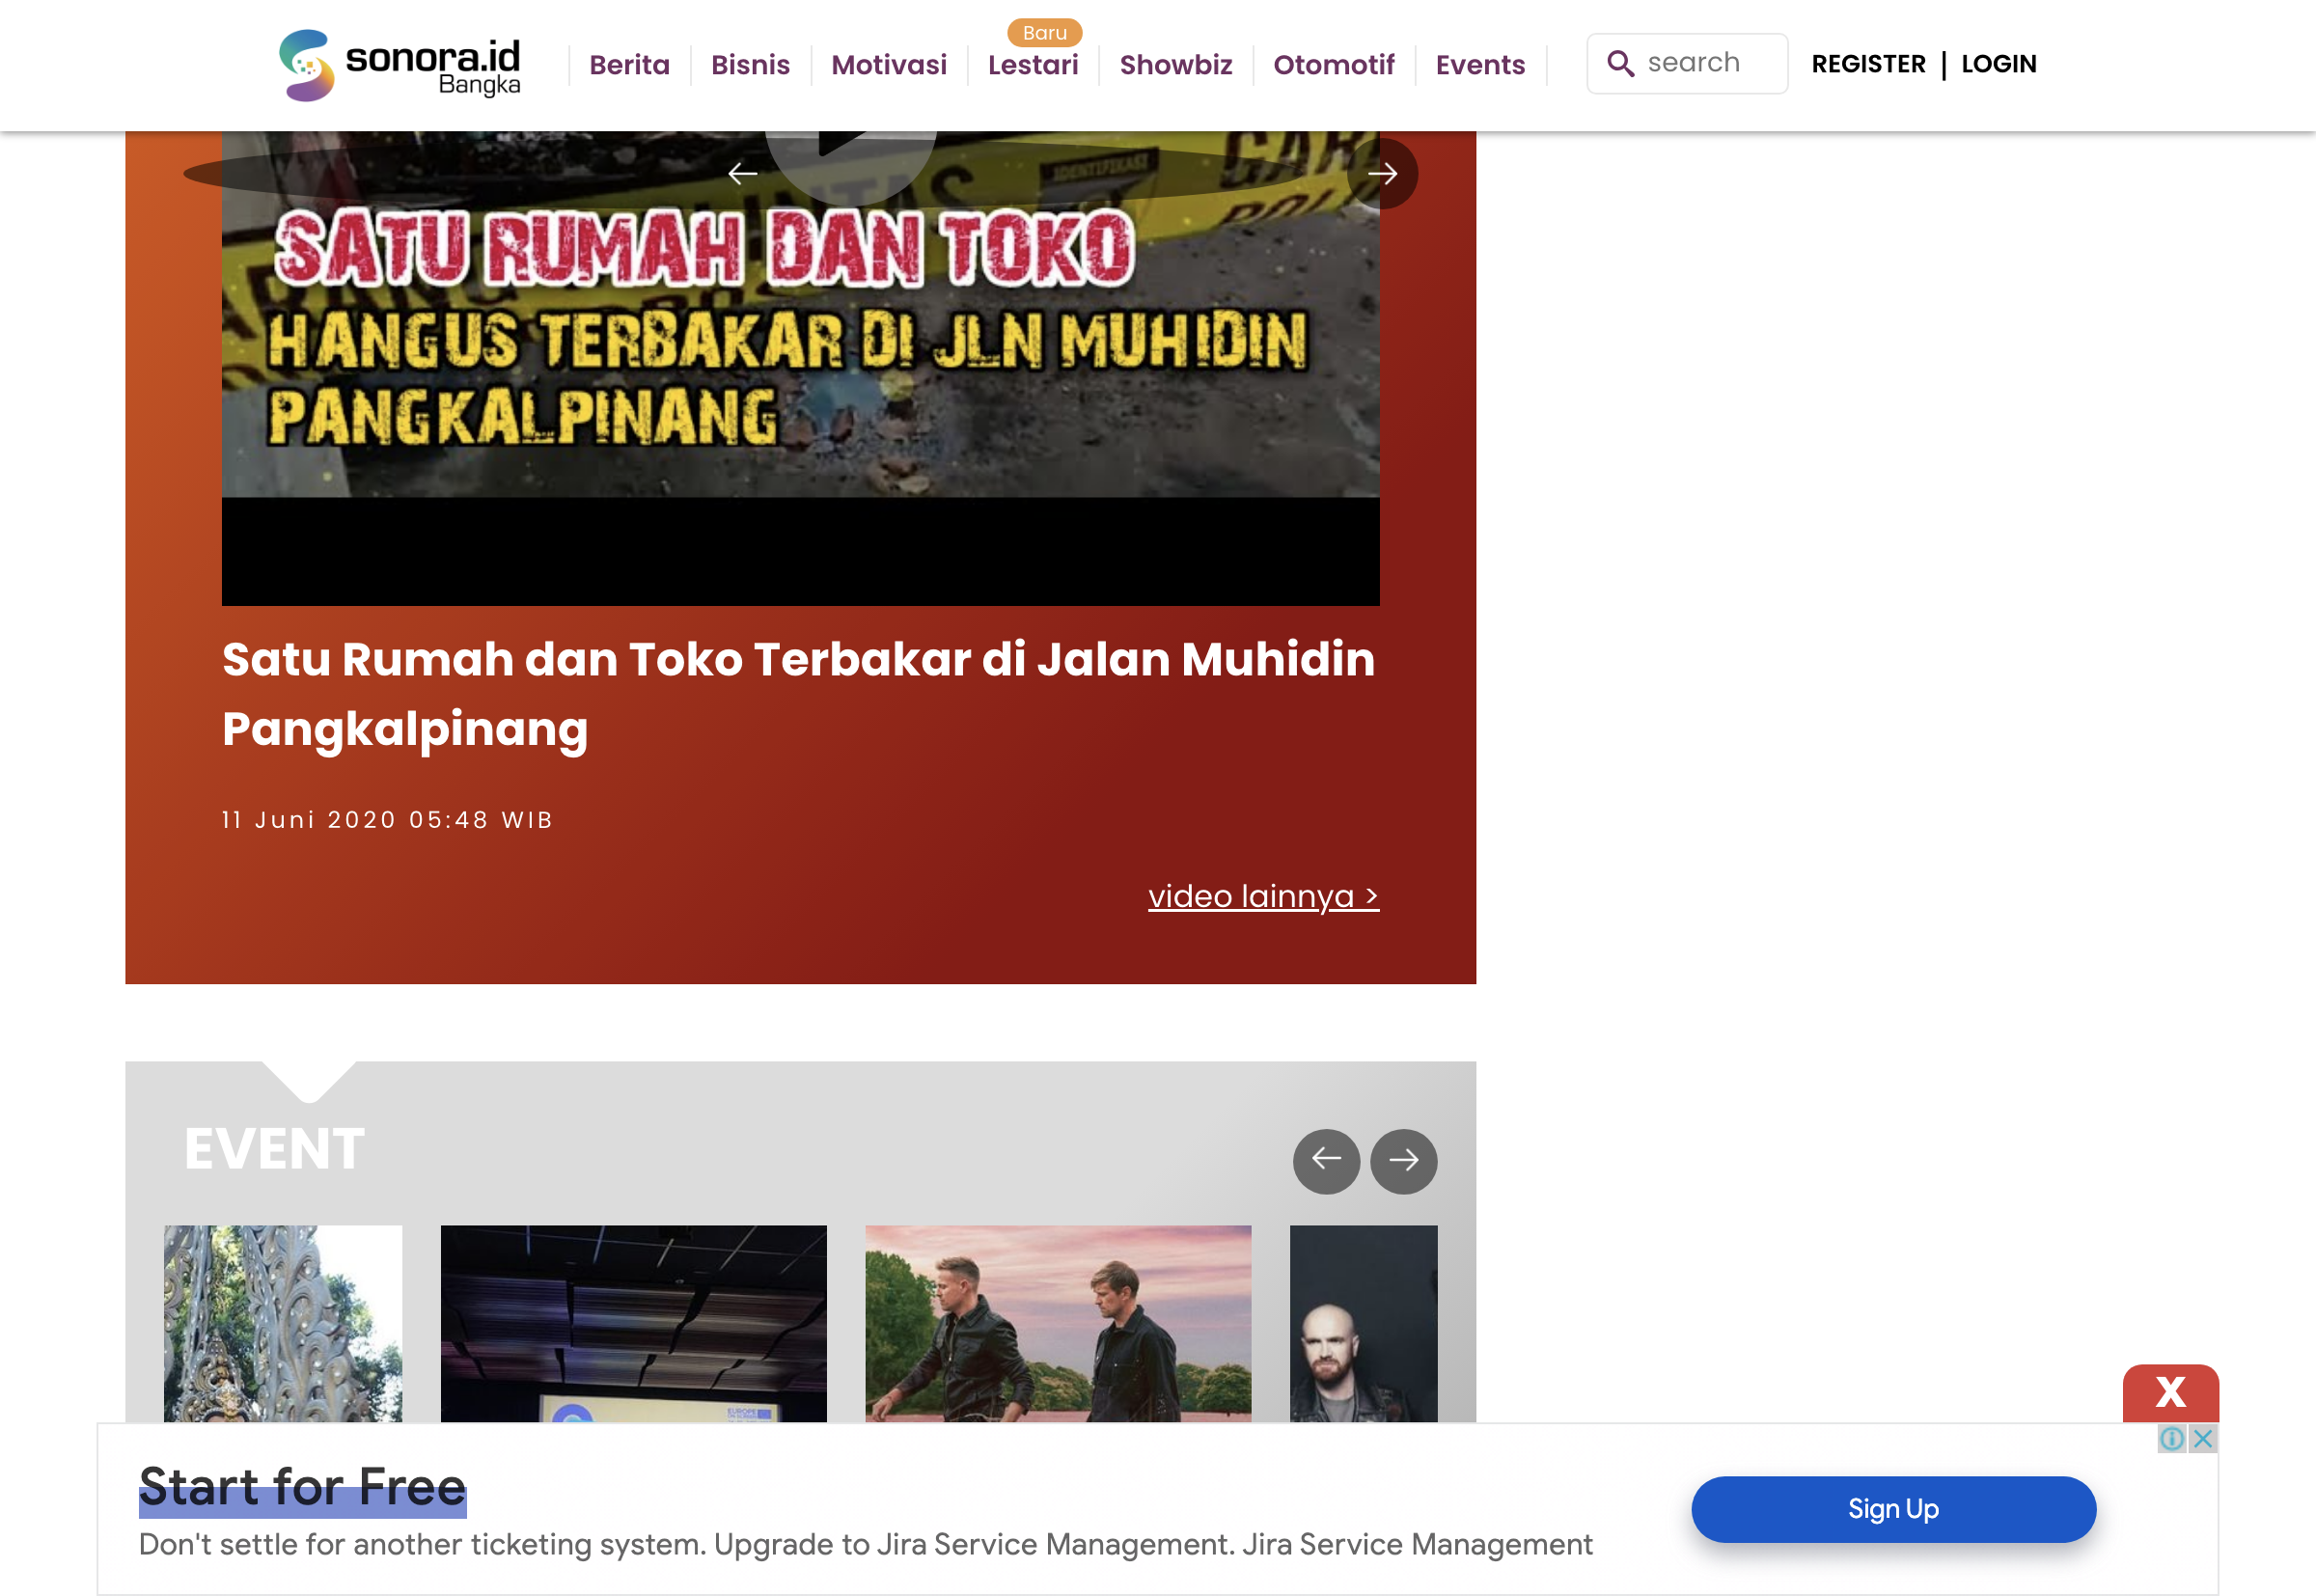 sonora.id
Bangka
Berita
Bisnis
Motivasi
Baru
Lestari
Showbiz
Otomotif
Events
search
REGISTER | LOGIN
IDENTIFIKASI
SATU RUMAH DAN TOKO
HANGUS TERBAKAR DI JLN MUHIDIN
PANGKALPINANG
Satu Rumah dan Toko Terbakar di Jalan Muhidin
Pangkalpinang
11 Juni 2020 05:48 WIB
video lainnya >
EVENT
X
Start for Free
Don't settle for another ticketing system. Upgrade to Jira Service Management. Jira Service Management
Sign Up